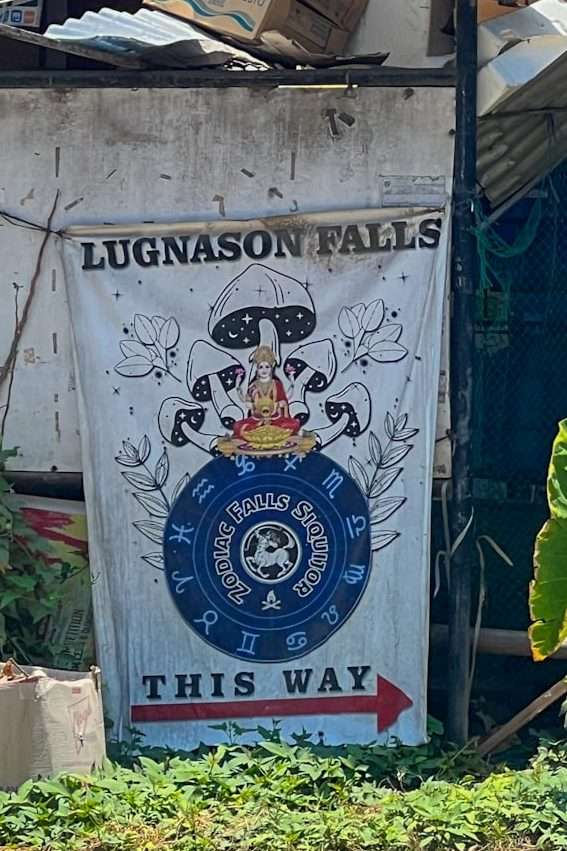 LUGNASON FALLS
ZODIAC FALLS SIQUIJOR
THIS WAY